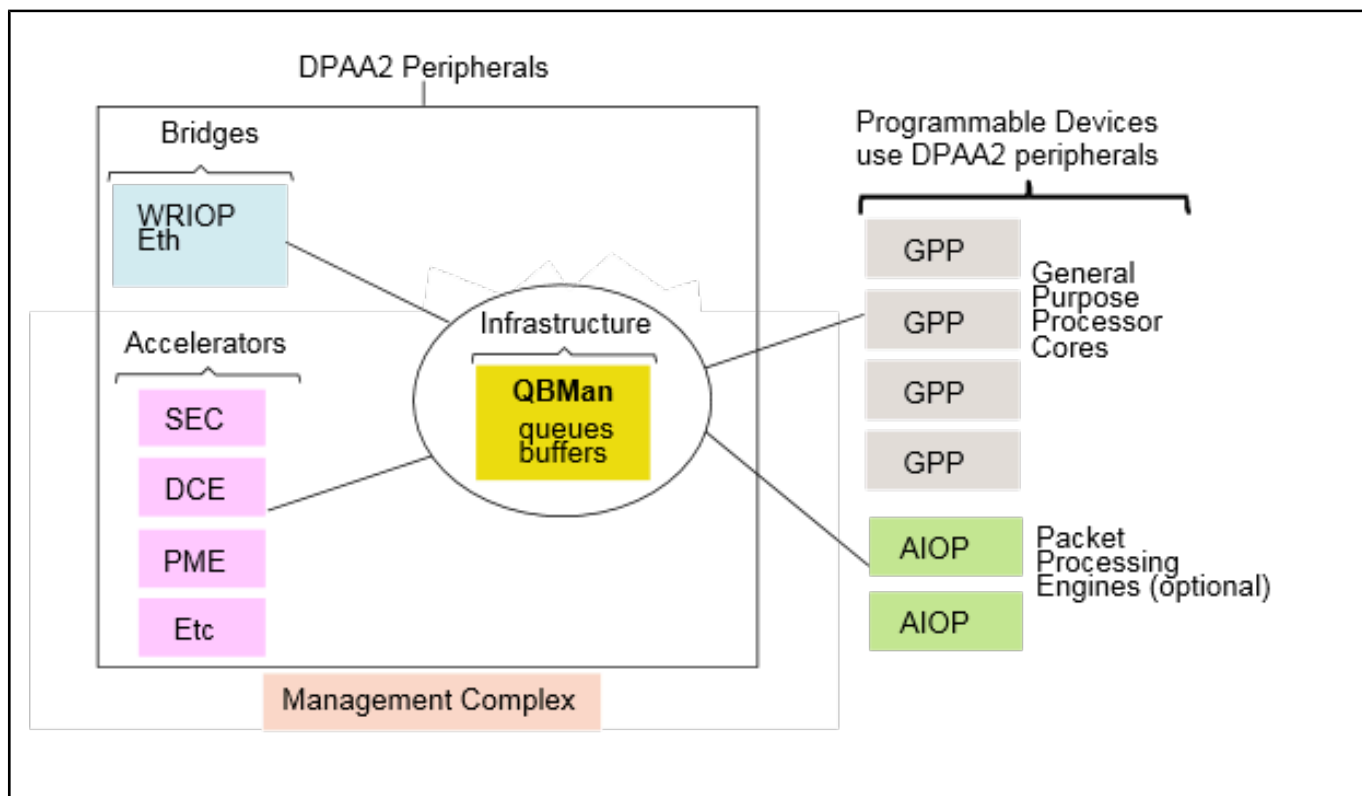 DPAA2 Peripherals
Bridges
WRIOP
Eth
Accelerators
SEC
DCE
PME
Etc
Infrastructure
QBMan
queues
buffers
Management Complex
Programmable Devices
use DPAA2 peripherals
GPP
GPP
GPP
GPP
General
Purpose
Processor
Cores
AIOP
AIOP
Packet
Processing
Engines (optional)